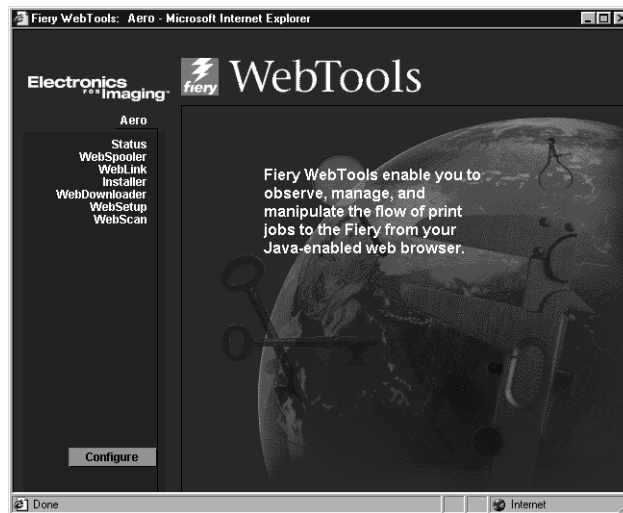 Fiery WebTools: Aero - Microsoft Internet Explorer
Electronics
FOR Imaging™
fiery
WebTools
Aero
Status
WebSpooler
WebLink
Installer
WebDownloader
WebSetup
WebScan
Fiery WebTools enable you to
observe, manage, and
manipulate the flow of print
jobs to the Fiery from your
Java-enabled web browser.
Configure
Done
Internet